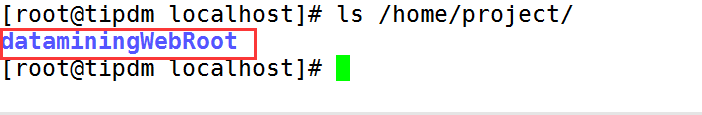 [root@tipdm localhost]# ls /home/project/
dataminingWebRoot
[root@tipdm localhost]#